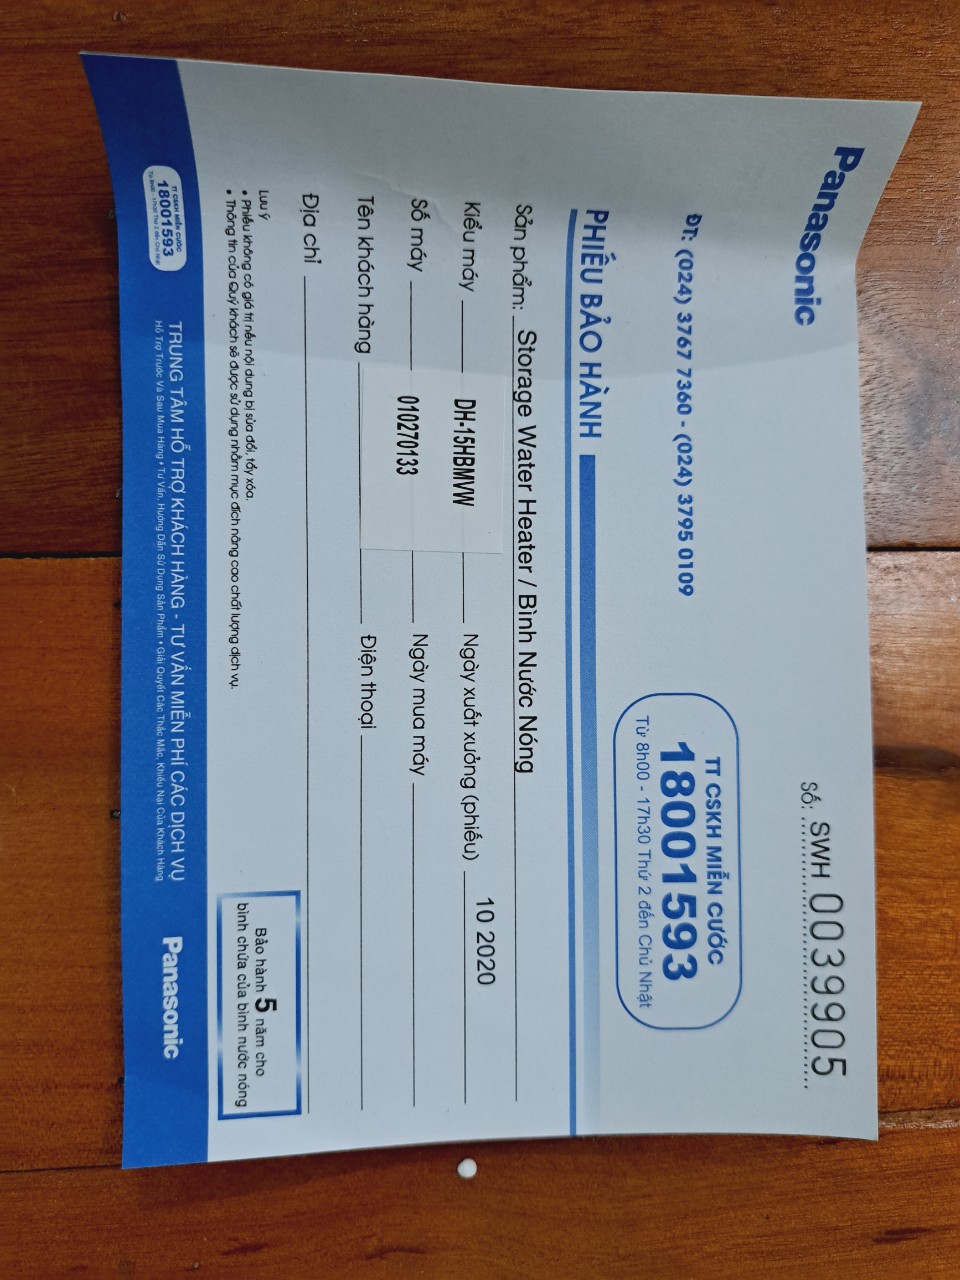 Panasonic
Số: SWH 0039905
ĐT: (024) 3767 7360 - (024) 3795 0109
TT CSKH MIỄN CƯỚC
18001593
Từ 8h00 - 17h30 Thứ 2 đến Chủ Nhật
PHIẾU BẢO HÀNH
Sản phẩm: Storage Water Heater / Bình Nước Nóng
Kiểu máy DH-15HBMVW Ngày xuất xưởng (phiếu) 10 2020
Số máy 010270133 Ngày mua máy
Tên khách hàng Điện thoại
Địa chỉ
Lưu ý
• Phiếu không có giá trị nếu nội dung bị sửa đổi, tẩy xóa.
• Thông tin của Quý khách sẽ được sử dụng nhằm mục đích nâng cao chất lượng dịch vụ.
Bảo hành 5 năm cho
bình chứa của bình nước nóng
TT CSKH MIỄN CƯỚC
18001593
TRUNG TÂM HỖ TRỢ KHÁCH HÀNG - TƯ VẤN MIỄN PHÍ CÁC DỊCH VỤ
Hỗ Trợ Trước Và Sau Mua Hàng • Tư Vấn, Hướng Dẫn Sử Dụng Sản Phẩm • Giải Quyết Các Thắc Mắc, Khiếu Nại Của Khách Hàng
Panasonic